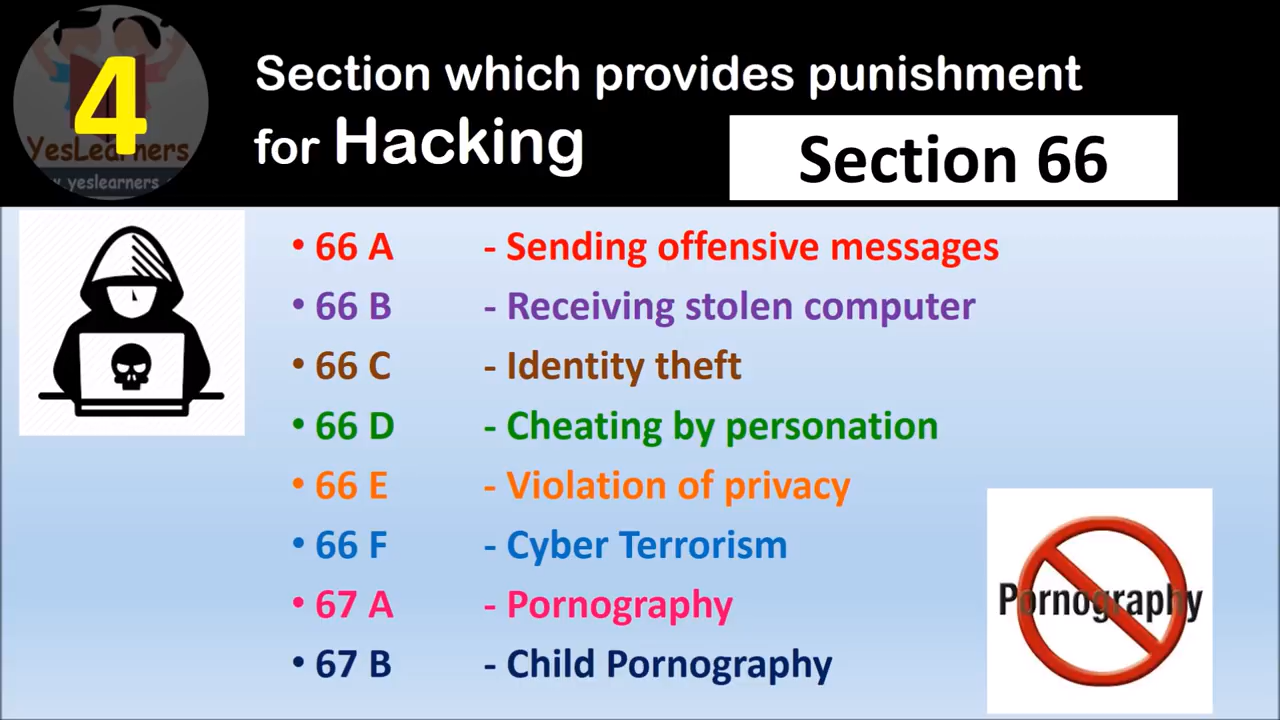 4
YesLearners
www.yeslearners.
Section which provides punishment
for Hacking
Section 66
• 66 A - Sending offensive messages
• 66 B - Receiving stolen computer
• 66 C - Identity theft
• 66 D - Cheating by personation
• 66 E - Violation of privacy
• 66 F - Cyber Terrorism
• 67 A - Pornography
• 67 B - Child Pornography
Pornography